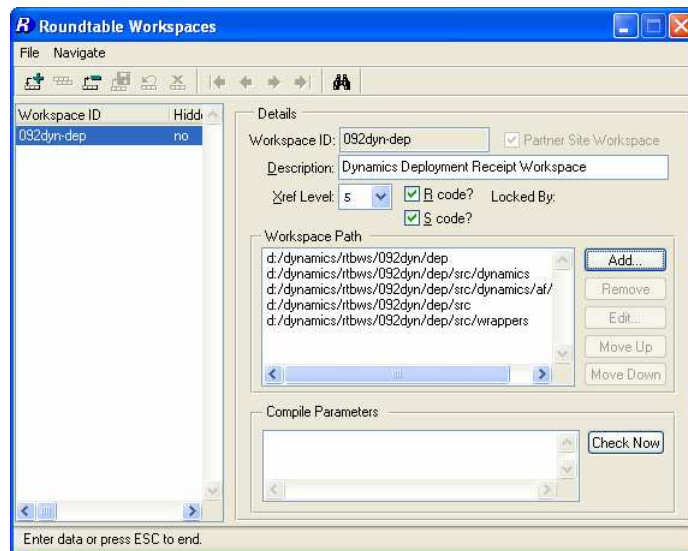 Roundtable Workspaces
File Navigate
Workspace ID Hidd
092dyn-dep no
Details
Workspace ID: 092dyn-dep Partner Site Workspace
Description: Dynamics Deployment Receipt Workspace
Xref Level: 5 R code? Locked By:
S code?
Workspace Path
d:/dynamics/rtbws/092dyn/dep
d:/dynamics/rtbws/092dyn/dep/src/dynamics
d:/dynamics/rtbws/092dyn/dep/src/dynamics/af/
d:/dynamics/rtbws/092dyn/dep/src
d:/dynamics/rtbws/092dyn/dep/src/wrappers
Add...
Remove
Edit...
Move Up
Move Down
Compile Parameters
Check Now
Enter data or press ESC to end.